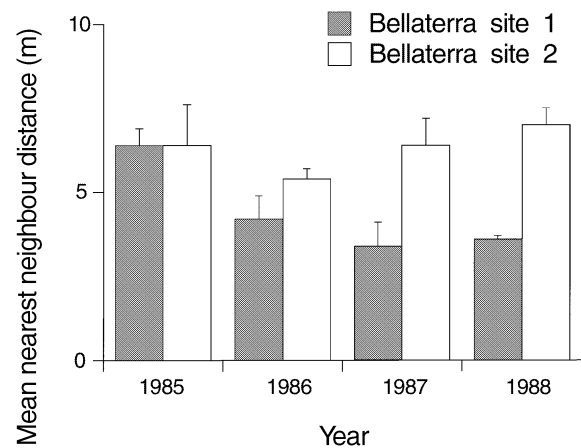 Bellaterra site 1
Bellaterra site 2
Mean nearest neighbour distance (m)
10
5
0
1985 1986 1987 1988
Year